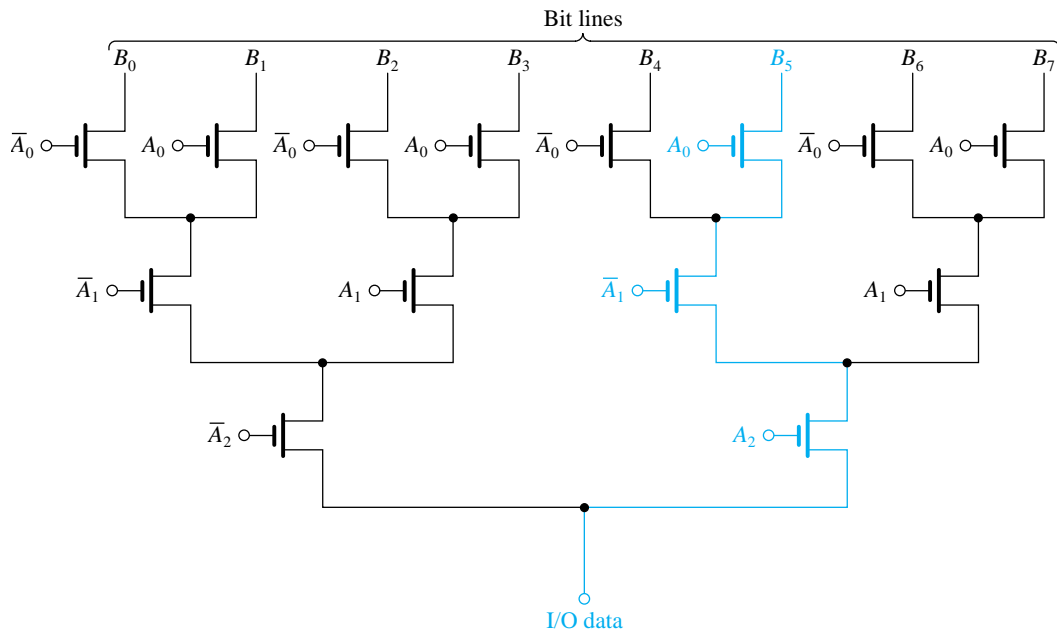 Bit lines
B₀ B₁ B₂ B₃ B₄ B₅ B₆ B₇
A̅₀ A₀ A̅₀ A₀ A̅₀ A₀ A̅₀ A₀
A̅₁ A₁ A̅₁ A₁
A̅₂ A₂
I/O data